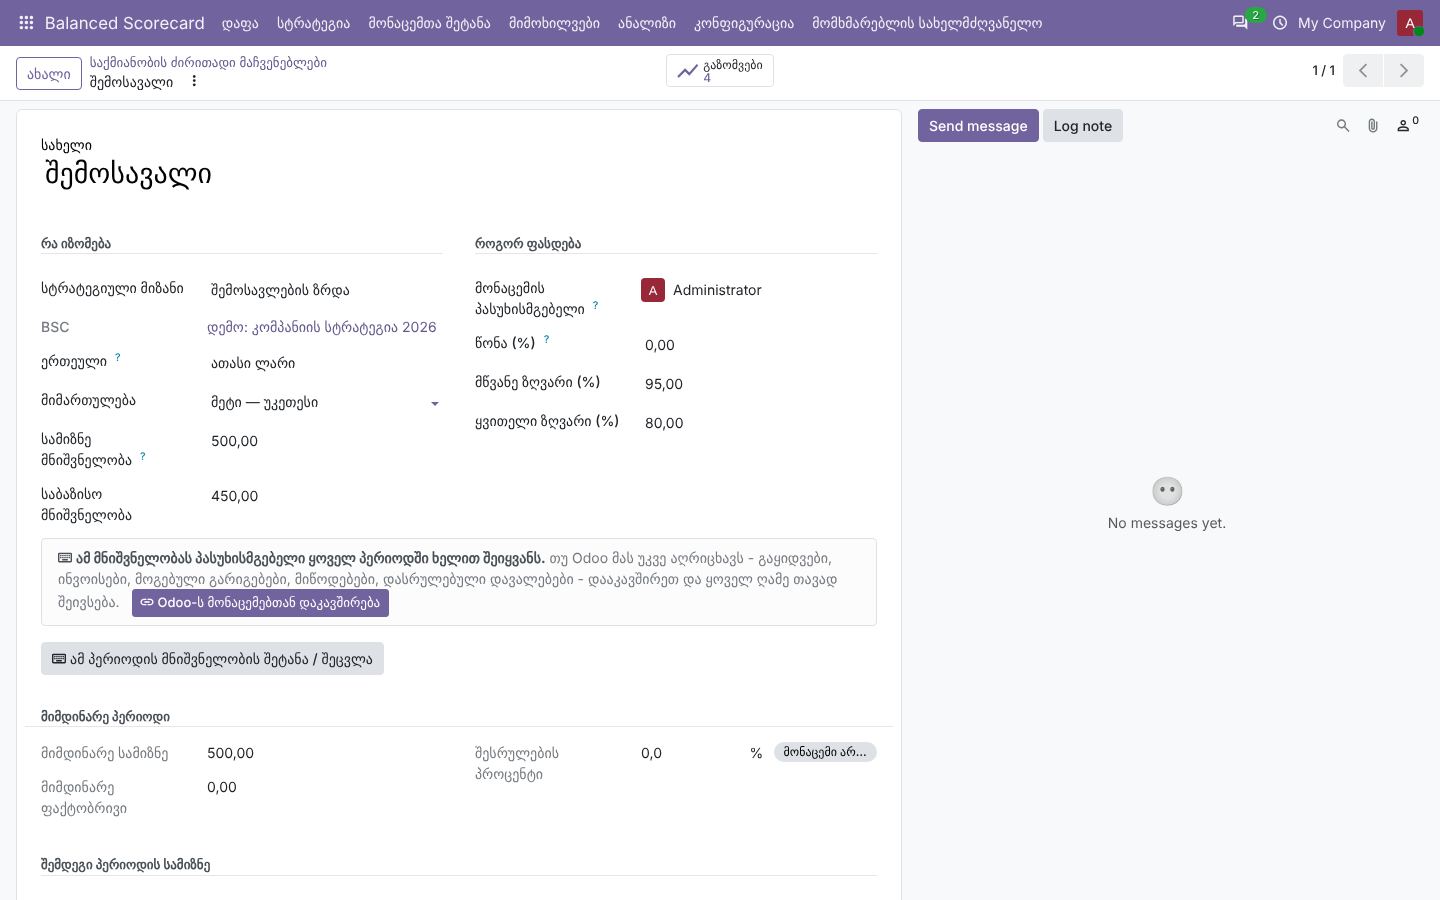 Balanced Scorecard დაფა სტრატეგია მონაცემთა შეტანა მიმოხილვები ანალიზი კონფიგურაცია მომხმარებლის სახელმძღვანელო 2 My Company A
ახალი საქმიანობის ძირითადი მაჩვენებლები
შემოსავალი
გაზომვები
4
1 / 1
Send message Log note 0
სახელი
შემოსავალი
რა იზომება
სტრატეგიული მიზანი შემოსავლების ზრდა
BSC დემო: კომპანიის სტრატეგია 2026
ერთეული ? ათასი ლარი
მიმართულება მეტი — უკეთესი
სამიზნე
მნიშვნელობა ? 500,00
საბაზისო
მნიშვნელობა 450,00
როგორ ფასდება
მონაცემის
პასუხისმგებელი ? A Administrator
წონა (%) ? 0,00
მწვანე ზღვარი (%) 95,00
ყვითელი ზღვარი (%) 80,00
ამ მნიშვნელობას პასუხისმგებელი ყოველ პერიოდში ხელით შეიყვანს. თუ Odoo მას უკვე აღრიცხავს - გაყიდვები,
ინვოისები, მოგებული გარიგებები, მიწოდებები, დასრულებული დავალებები - დააკავშირეთ და ყოველ ღამე თავად
შეივსება. Odoo-ს მონაცემებთან დაკავშირება
ამ პერიოდის მნიშვნელობის შეტანა / შეცვლა
მიმდინარე პერიოდი
მიმდინარე სამიზნე 500,00
მიმდინარე
ფაქტობრივი 0,00
შესრულების
პროცენტი 0,0 % მონაცემი არ...
შემდეგი პერიოდის სამიზნე
No messages yet.